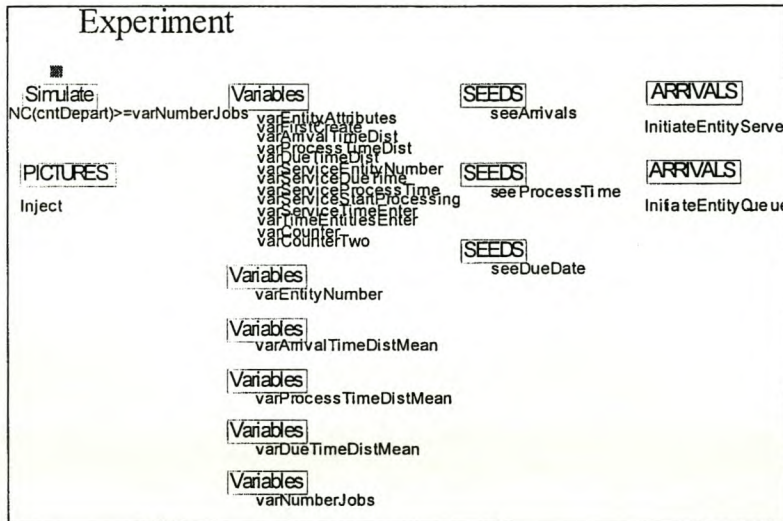 Experiment
Simulate
NC(cntDepart)>=varNumberJobs
PICTURES
Inject
Variables
varEntityAttributes
varFirstCreate
varArrivalTimeDist
varProcessTimeDist
varDueTimeDist
varServiceEntityNumber
varServiceDueTime
varServiceProcessTime
varServiceStartProcessing
varServiceTimeEnter
varTimeEntitiesEnter
varCounter
varCounterTwo
Variables
varEntityNumber
Variables
varArrivalTimeDistMean
Variables
varProcessTimeDistMean
Variables
varDueTimeDistMean
Variables
varNumberJobs
SEEDS
seeArrivals
SEEDS
seeProcessTime
SEEDS
seeDueDate
ARRIVALS
InitiateEntityServe
ARRIVALS
InitiateEntityQueue